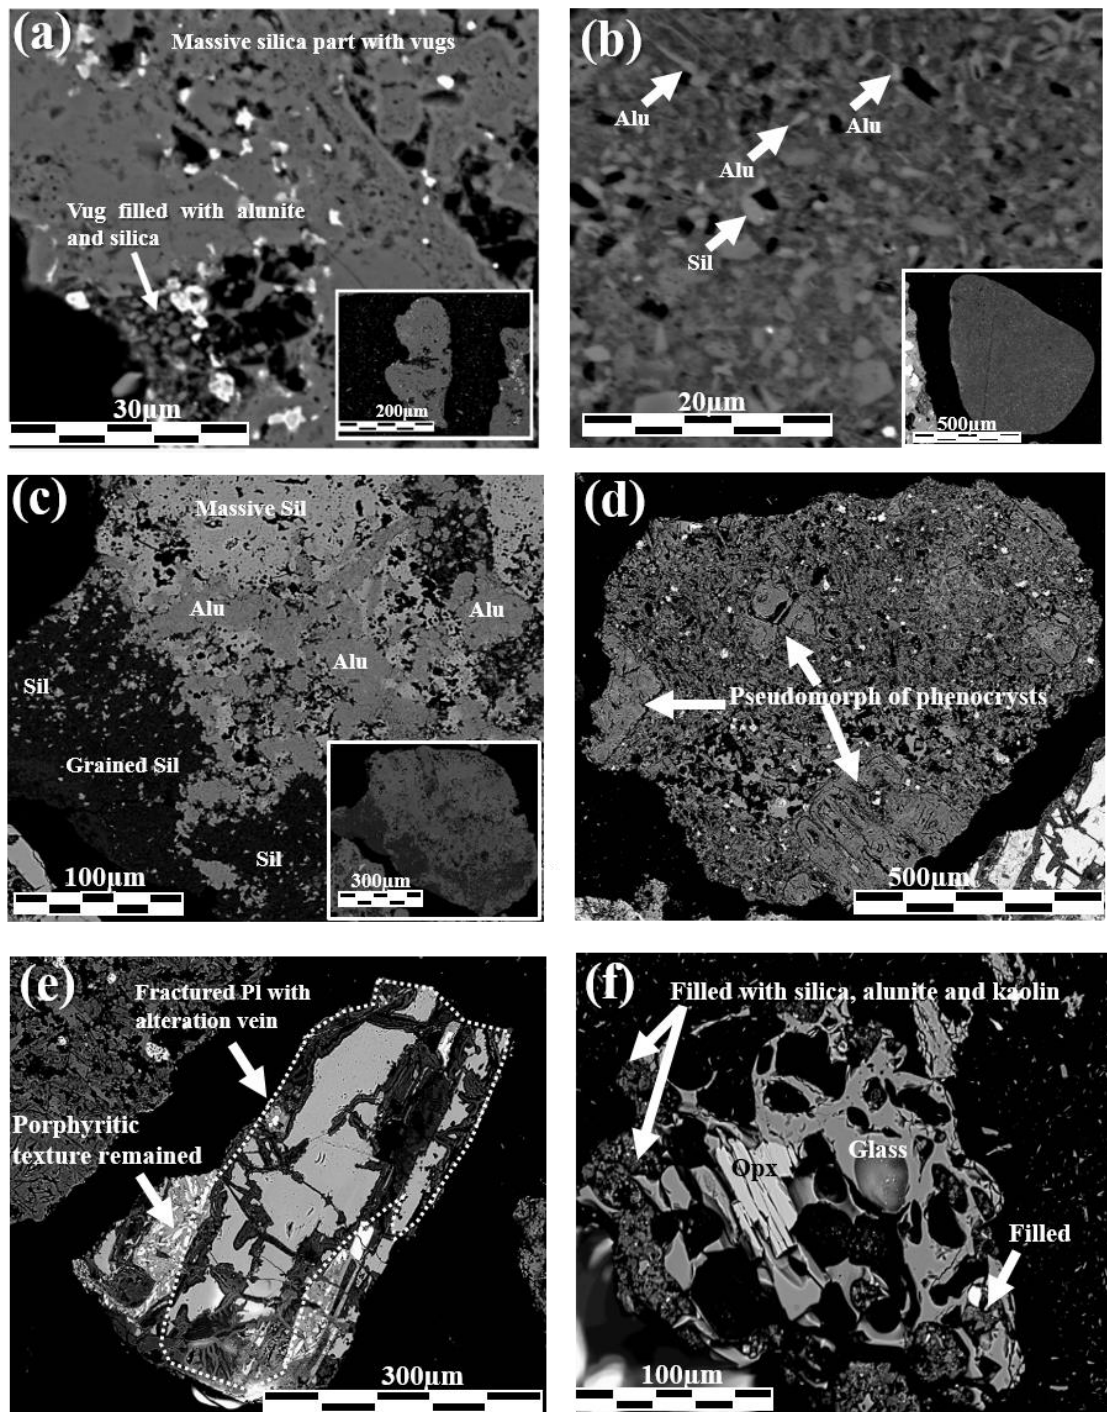 (a)
Massive silica part with vugs
Vug filled with alunite
and silica
30µm
200µm
(b)
Alu
Alu
Alu
Sil
20µm
500µm
(c)
Massive Sil
Alu
Alu
Alu
Sil
Grained Sil
Sil
100µm
300µm
(d)
Pseudomorph of phenocrysts
500µm
(e)
Fractured Pl with
alteration vein
Porphyritic
texture remained
300µm
(f)
Filled with silica, alunite and kaolin
Glass
Opx
Filled
100µm